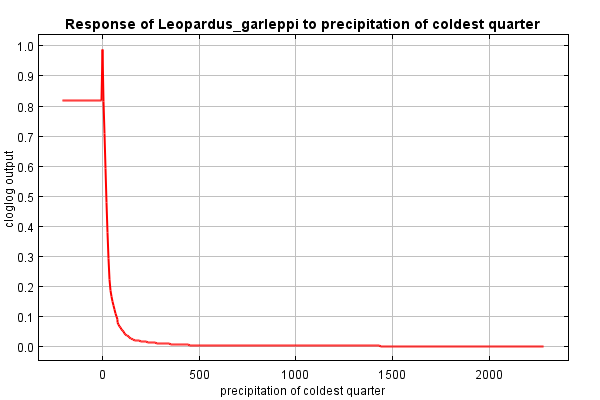 Response of Leopardus_garleppi to precipitation of coldest quarter
1.0
0.9
0.8
0.7
0.6
0.5
0.4
0.3
0.2
0.1
0.0
cloglog output
0 500 1000 1500 2000
precipitation of coldest quarter